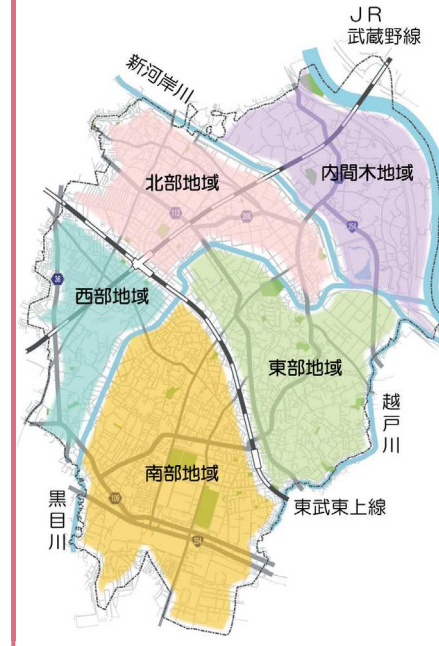 JR
武蔵野線
新河岸川
内間木地域
北部地域
西部地域
東部地域
越戸川
南部地域
東武東上線
黒目川